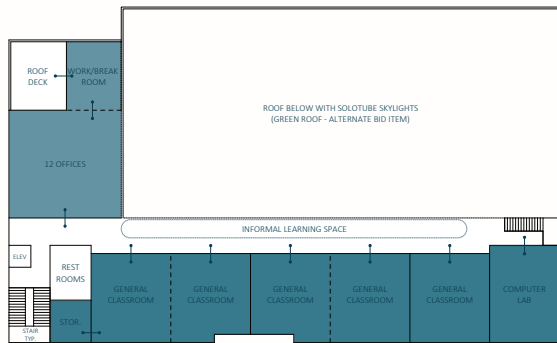 ROOF
DECK
WORK/BREAK
ROOM
ROOF BELOW WITH SOLOTUBE SKYLIGHTS
(GREEN ROOF - ALTERNATE BID ITEM)
12 OFFICES
INFORMAL LEARNING SPACE
ELEV
REST
ROOMS
GENERAL
CLASSROOM
GENERAL
CLASSROOM
GENERAL
CLASSROOM
GENERAL
CLASSROOM
GENERAL
CLASSROOM
COMPUTER
LAB
STOR.
STAIR
TYP.